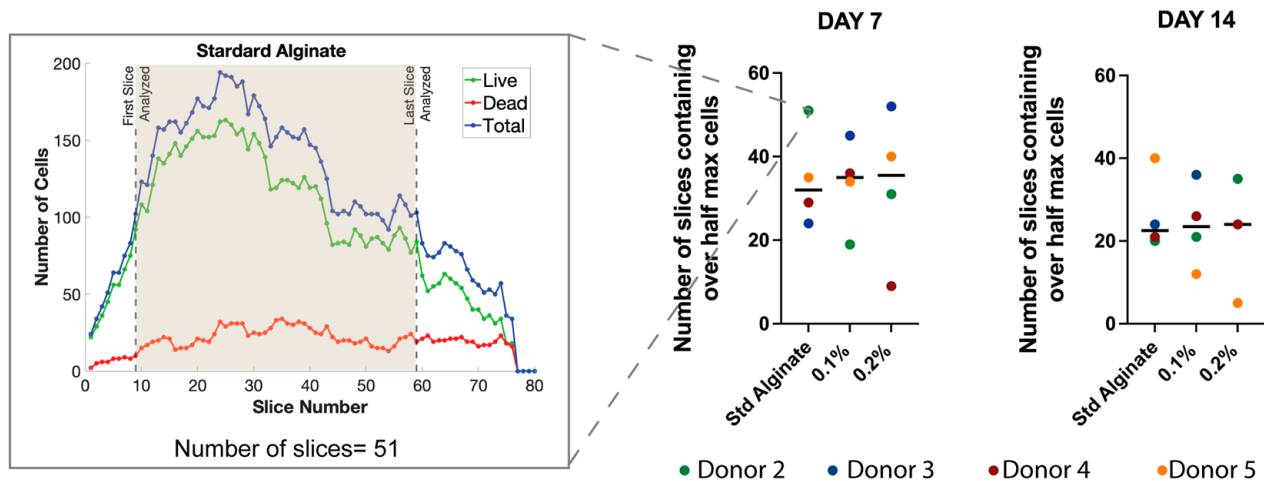 Stardard Alginate
Number of Cells
200
150
100
50
0
First Slice
Analyzed
Last Slice
Analyzed
Live
Dead
Total
0
10
20
30
40
50
60
70
80
Slice Number
Number of slices= 51
DAY 7
Number of slices containing
over half max cells
60
40
20
0
Std Alginate
0.1%
0.2%
DAY 14
Number of slices containing
over half max cells
60
40
20
0
Std Alginate
0.1%
0.2%
Donor 2
Donor 3
Donor 4
Donor 5